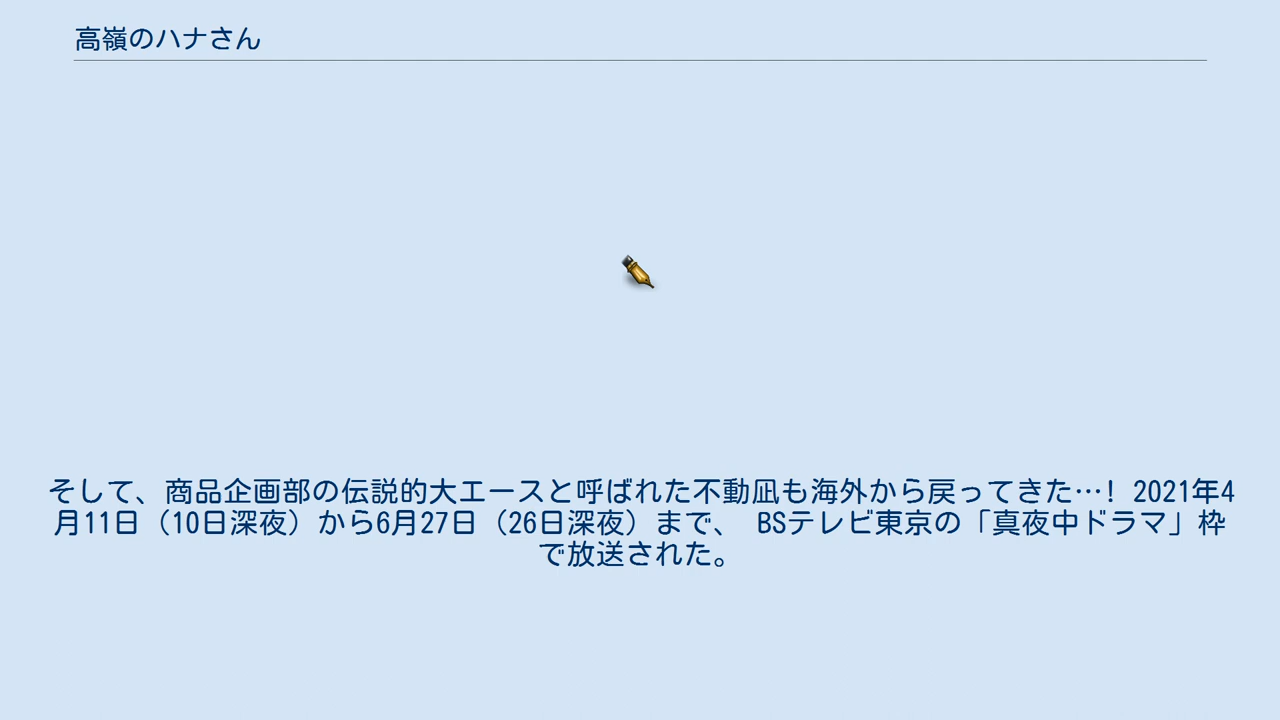 高嶺のハナさん
そして、商品企画部の伝説的大エースと呼ばれた不動凪も海外から戻ってきた…! 2021年4
月11日（10日深夜）から6月27日（26日深夜）まで、 BSテレビ東京の「真夜中ドラマ」枠
で放送された。